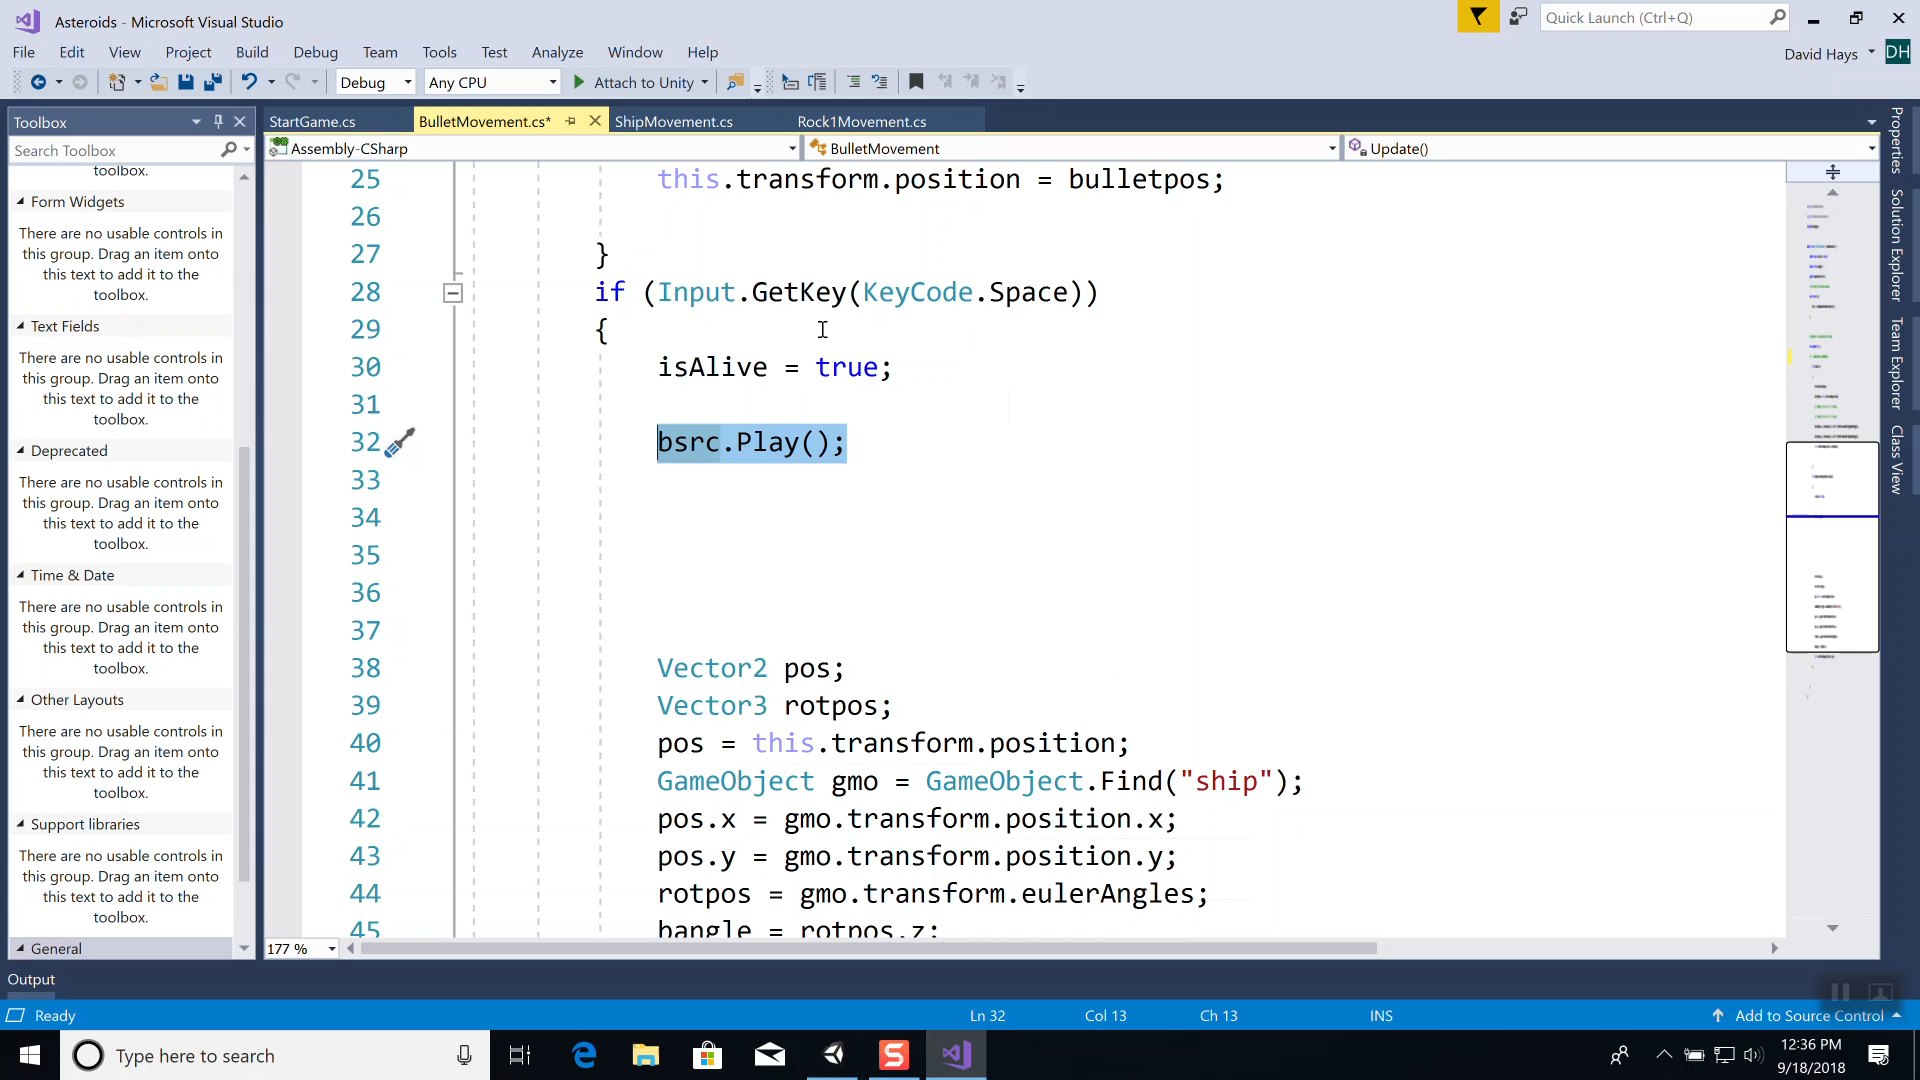 Asteroids - Microsoft Visual Studio
Quick Launch (Ctrl+Q)
File Edit View Project Build Debug Team Tools Test Analyze Window Help
David Hays DH
Debug Any CPU Attach to Unity
Toolbox
StartGame.cs BulletMovement.cs* ShipMovement.cs Rock1Movement.cs
Search Toolbox
Assembly-CSharp BulletMovement Update()
toolbox.
Form Widgets
There are no usable controls in
this group. Drag an item onto
this text to add it to the
toolbox.
Text Fields
There are no usable controls in
this group. Drag an item onto
this text to add it to the
toolbox.
Deprecated
There are no usable controls in
this group. Drag an item onto
this text to add it to the
toolbox.
Time & Date
There are no usable controls in
this group. Drag an item onto
this text to add it to the
toolbox.
Other Layouts
There are no usable controls in
this group. Drag an item onto
this text to add it to the
toolbox.
Support libraries
There are no usable controls in
this group. Drag an item onto
this text to add it to the
toolbox.
General
25 this.transform.position = bulletpos;
26
27 }
28 if (Input.GetKey(KeyCode.Space))
29 {
30 isAlive = true;
31
32 bsrc.Play();
33
34
35
36
37
38 Vector2 pos;
39 Vector3 rotpos;
40 pos = this.transform.position;
41 GameObject gmo = GameObject.Find("ship");
42 pos.x = gmo.transform.position.x;
43 pos.y = gmo.transform.position.y;
44 rotpos = gmo.transform.eulerAngles;
45 bangle = rotpos.z;
177 %
Properties
Solution Explorer
Team Explorer
Class View
Output
Ready Ln 32 Col 13 Ch 13 INS Add to Source Control
Type here to search
12:36 PM
9/18/2018